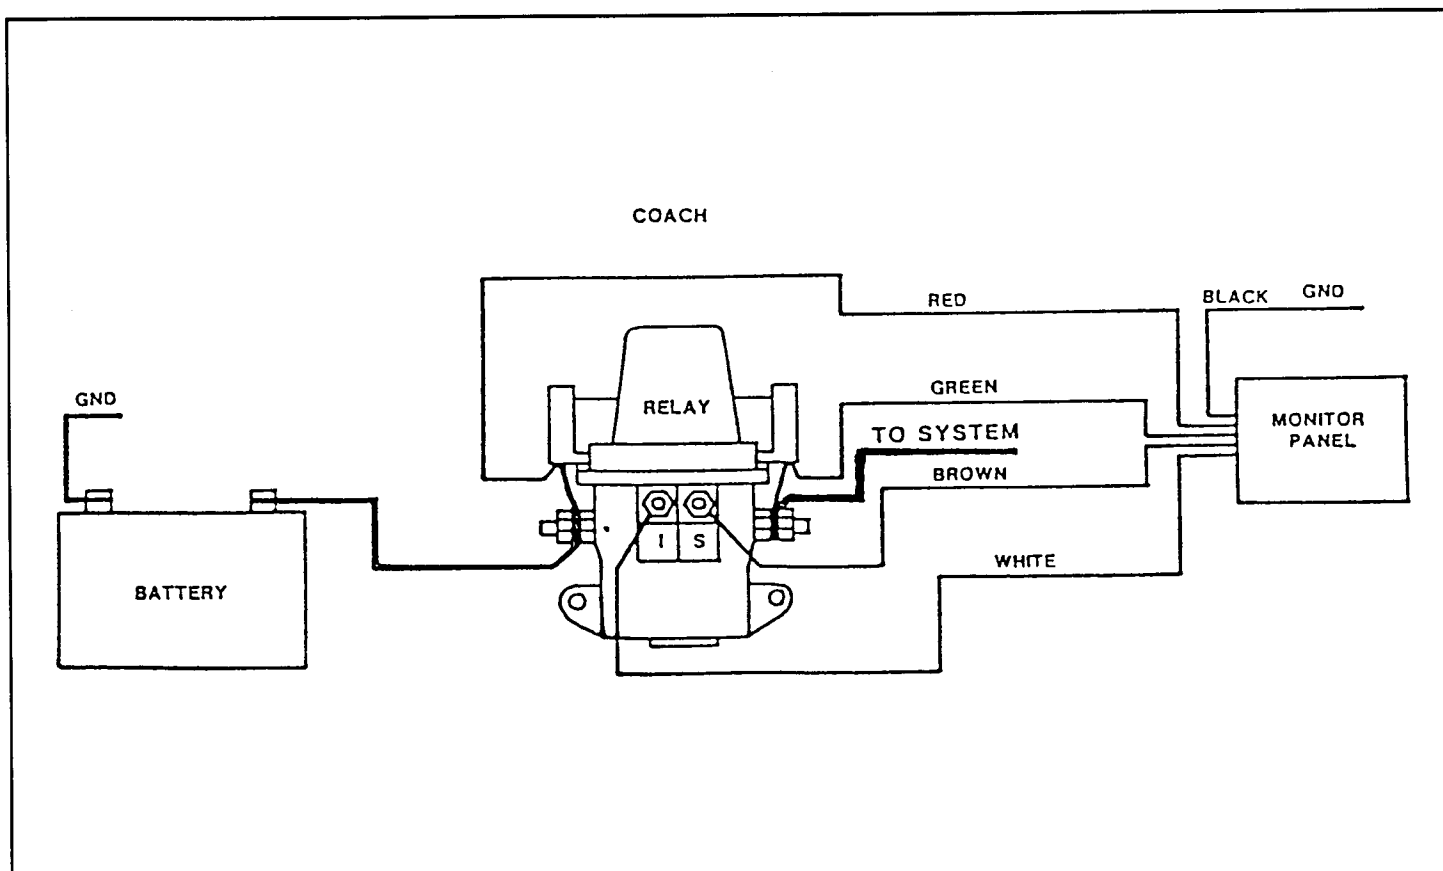 COACH
RED
BLACK GND
GND
GREEN
RELAY
MONITOR
PANEL
TO SYSTEM
BROWN
I S
WHITE
BATTERY